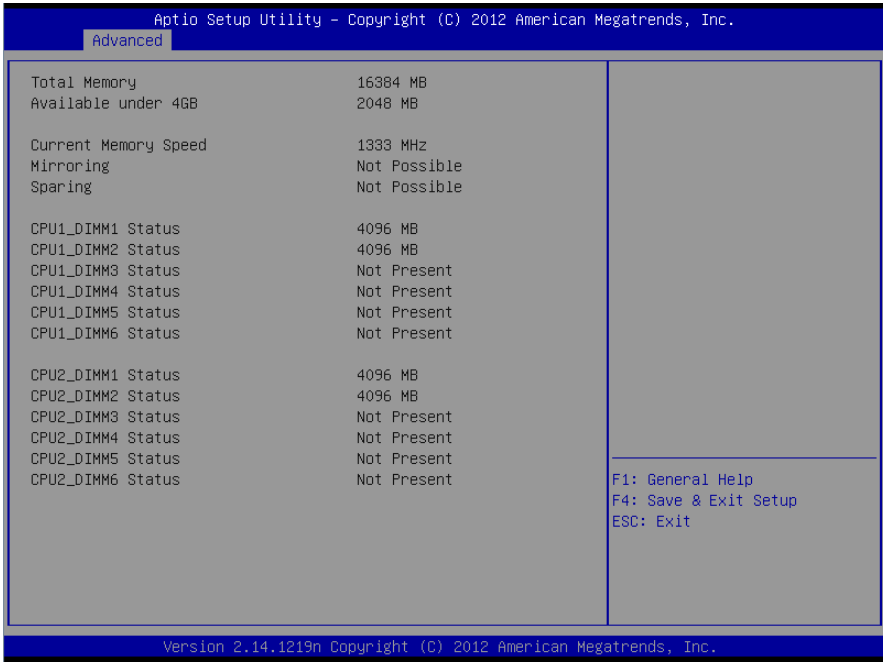 Aptio Setup Utility – Copyright (C) 2012 American Megatrends, Inc.
Advanced
Total Memory 16384 MB
Available under 4GB 2048 MB
Current Memory Speed 1333 MHz
Mirroring Not Possible
Sparing Not Possible
CPU1_DIMM1 Status 4096 MB
CPU1_DIMM2 Status 4096 MB
CPU1_DIMM3 Status Not Present
CPU1_DIMM4 Status Not Present
CPU1_DIMM5 Status Not Present
CPU1_DIMM6 Status Not Present
CPU2_DIMM1 Status 4096 MB
CPU2_DIMM2 Status 4096 MB
CPU2_DIMM3 Status Not Present
CPU2_DIMM4 Status Not Present
CPU2_DIMM5 Status Not Present
CPU2_DIMM6 Status Not Present
F1: General Help
F4: Save & Exit Setup
ESC: Exit
Version 2.14.1219n Copyright (C) 2012 American Megatrends, Inc.